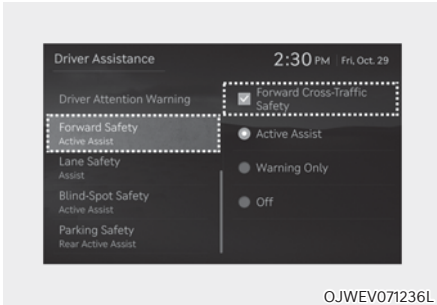 Driver Assistance
2:30 PM Fri, Oct. 29
Driver Attention Warning
Forward Safety
Active Assist
Lane Safety
Assist
Blind-Spot Safety
Active Assist
Parking Safety
Rear Active Assist
Forward Cross-Traffic
Safety
Active Assist
Warning Only
Off
OJWEV071236L